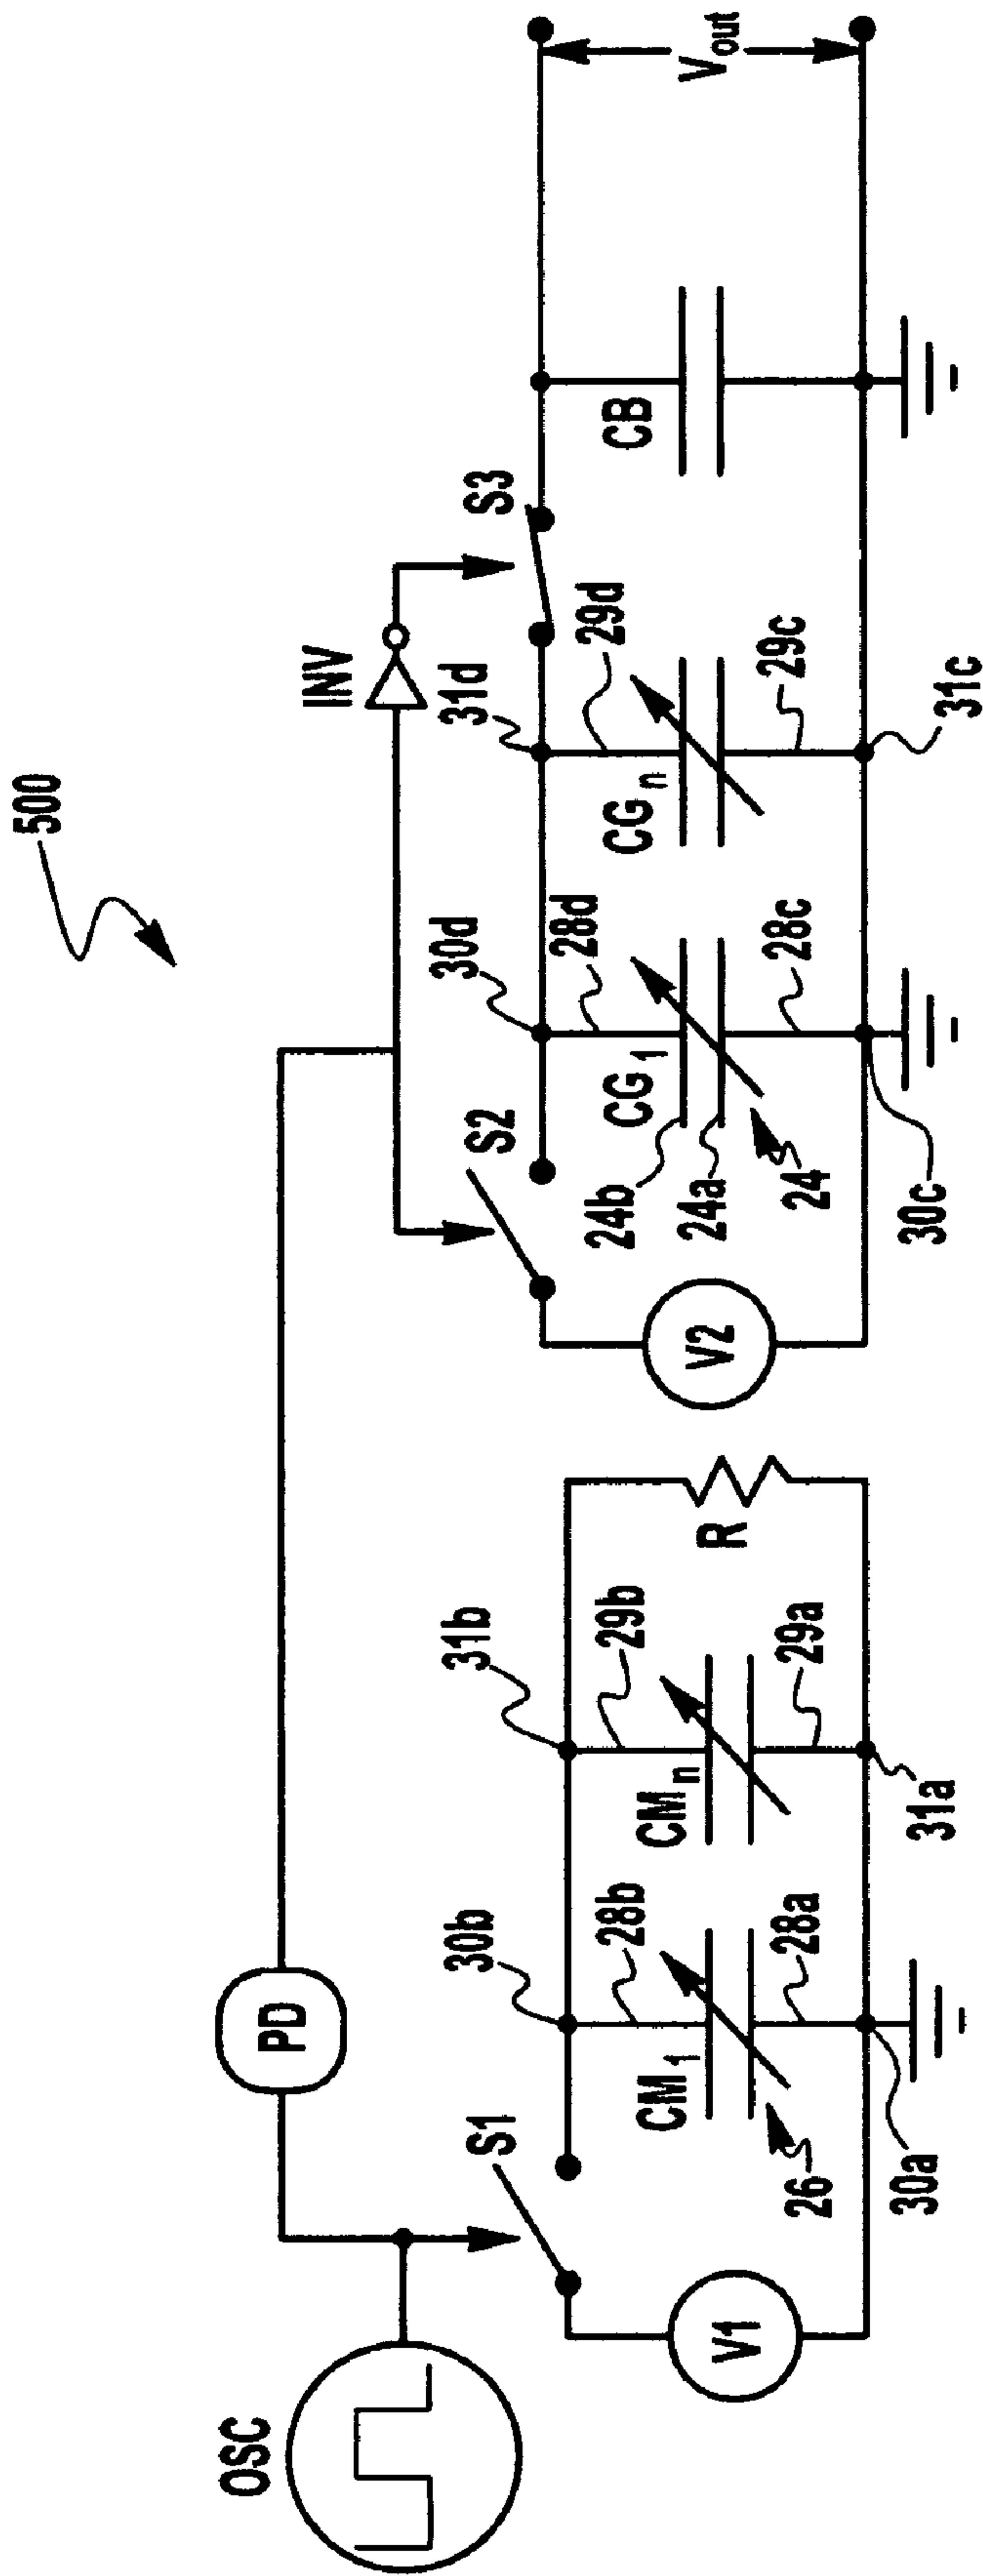 500
OSC
PD
INV
S1
S2
S3
V1
30b
28b
CM1
28a
26
30a
31b
29b
CMn
29a
31a
R
V2
30d
28d
CG1
24b
24a
28c
24
30c
31d
29d
CGn
29c
31c
CB
Vout